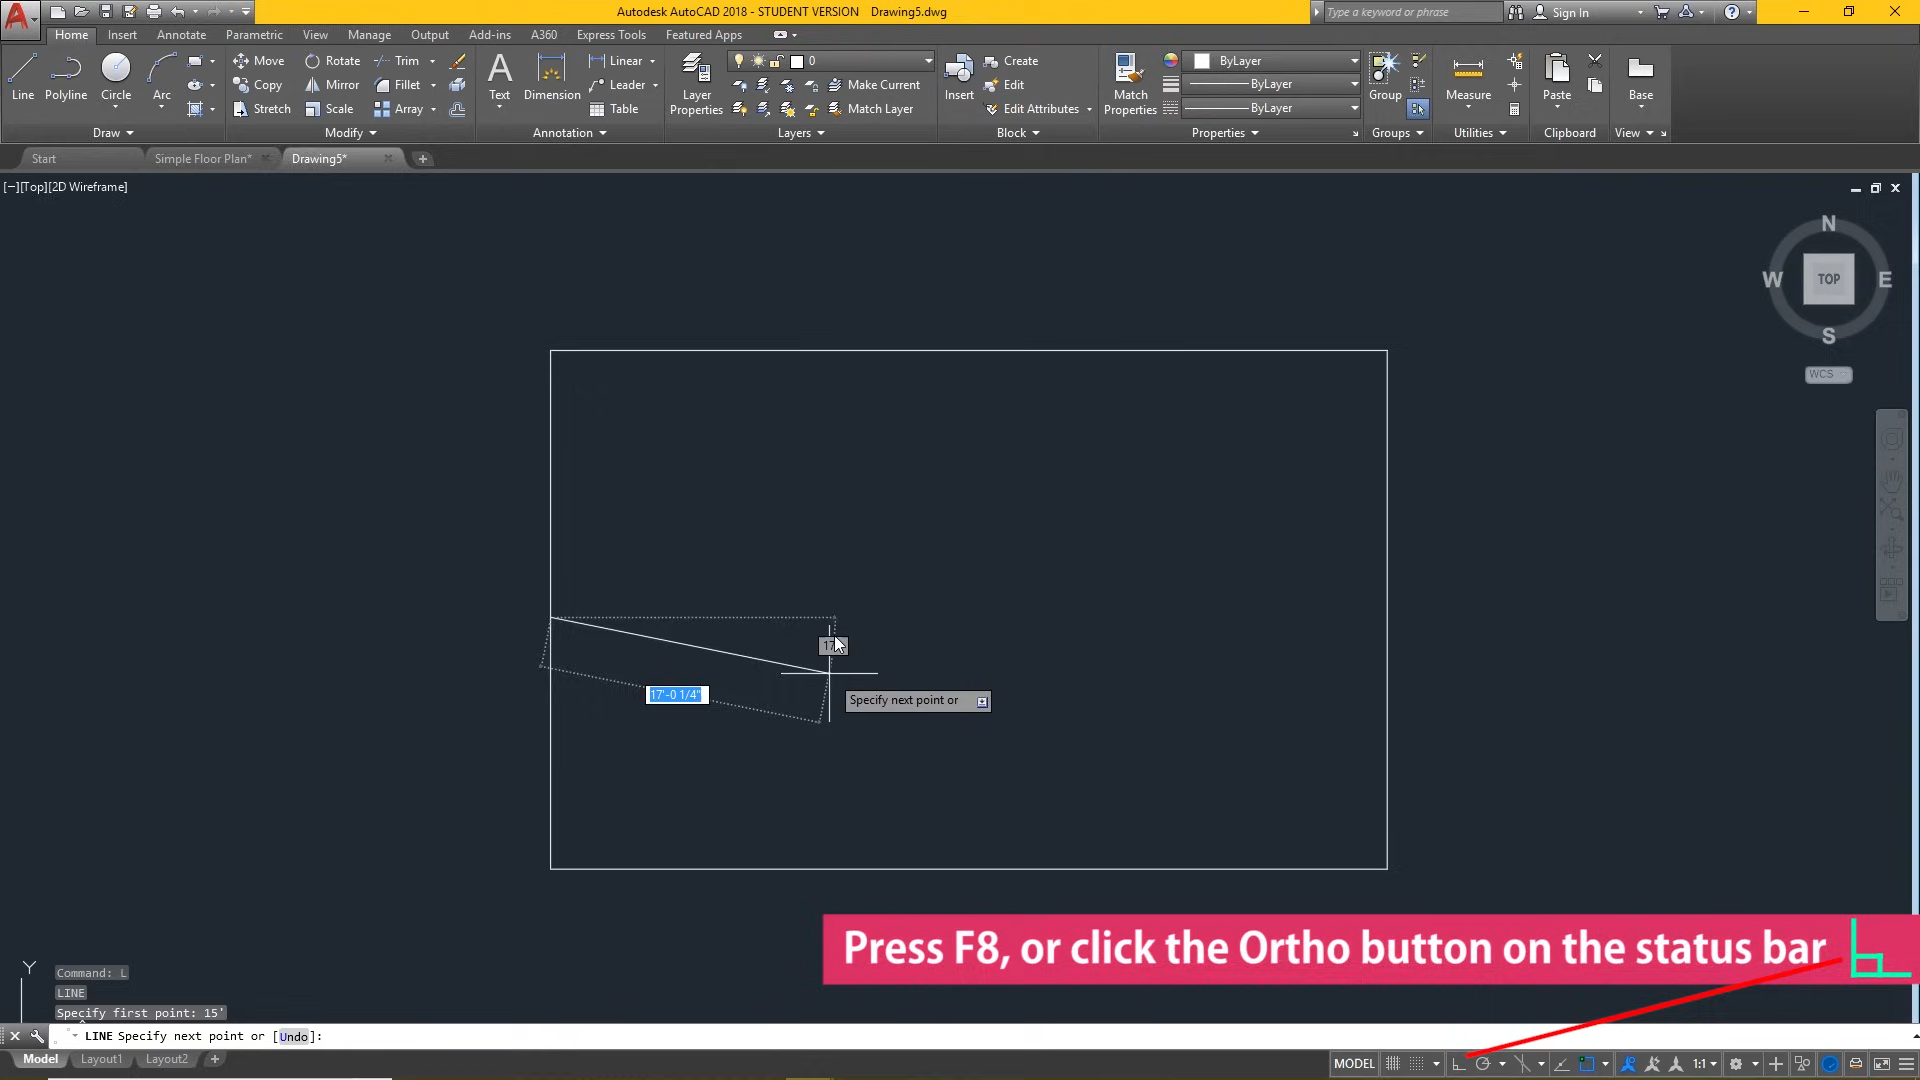 Autodesk AutoCAD 2018 - STUDENT VERSION Drawing5.dwg
Type a keyword or phrase
Sign In
Home Insert Annotate Parametric View Manage Output Add-ins A360 Express Tools Featured Apps
Line Polyline Circle Arc
Draw
Move Rotate Trim
Copy Mirror Fillet
Stretch Scale Array
Modify
Text Dimension
Linear
Leader
Table
Annotation
Layer Properties
0
Make Current
Match Layer
Layers
Insert
Create
Edit
Edit Attributes
Block
Match Properties
ByLayer
ByLayer
ByLayer
Properties
Group
Groups
Measure
Utilities
Paste
Clipboard
Base
View
Start Simple Floor Plan* Drawing5*
[−][Top][2D Wireframe]
N
W TOP E
S
WCS
17'-0 1/4"
Specify next point or
Press F8, or click the Ortho button on the status bar
Y
Command: L
LINE
Specify first point: 15'
LINE Specify next point or [Undo]:
Model Layout1 Layout2
MODEL
1:1